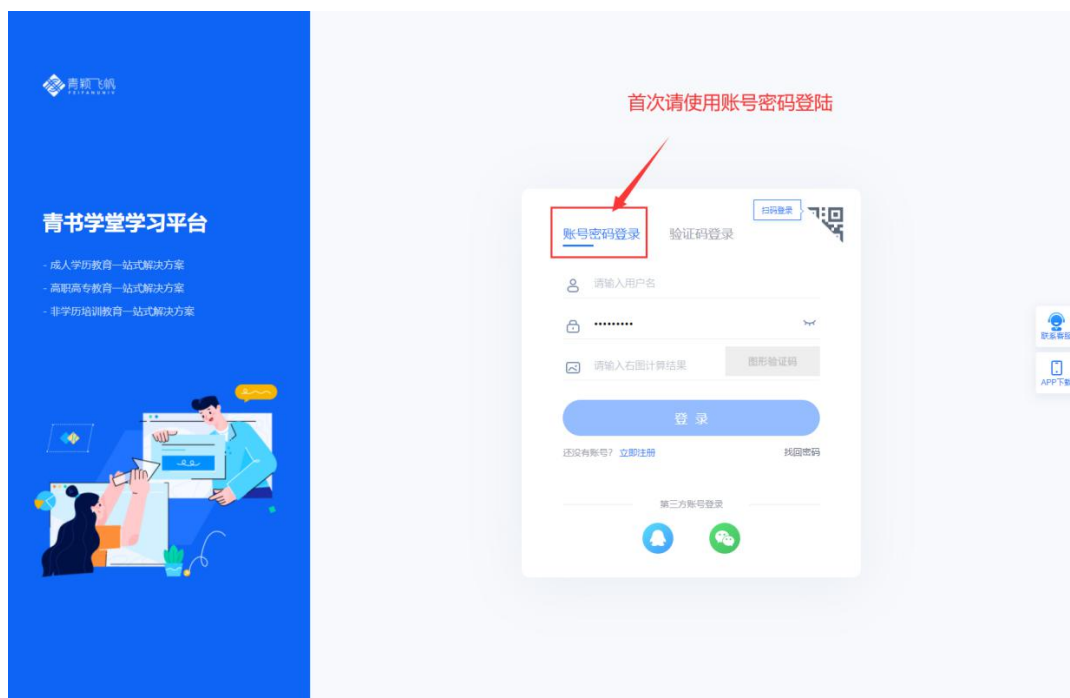 青颖飞帆
FEIFANUNIV
首次请使用账号密码登陆
青书学堂学习平台
- 成人学历教育一站式解决方案
- 高职高专教育一站式解决方案
- 非学历培训教育一站式解决方案
扫码登录
账号密码登录 验证码登录
请输入用户名
•••••••••
请输入右图计算结果 图形验证码
登 录
还没有账号? 立即注册 找回密码
第三方账号登录
联系客服
APP下载